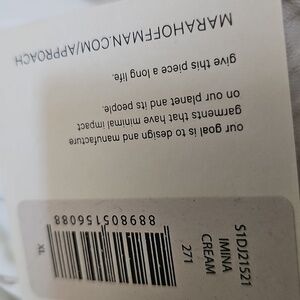 our goal is to design and manufacture
garments that have minimal impact
on our planet and its people.
give this piece a long life.
MARAHOFFMAN.COM/APPROACH
S1DJ21521
IMINA
CREAM
271
889805156088
XL